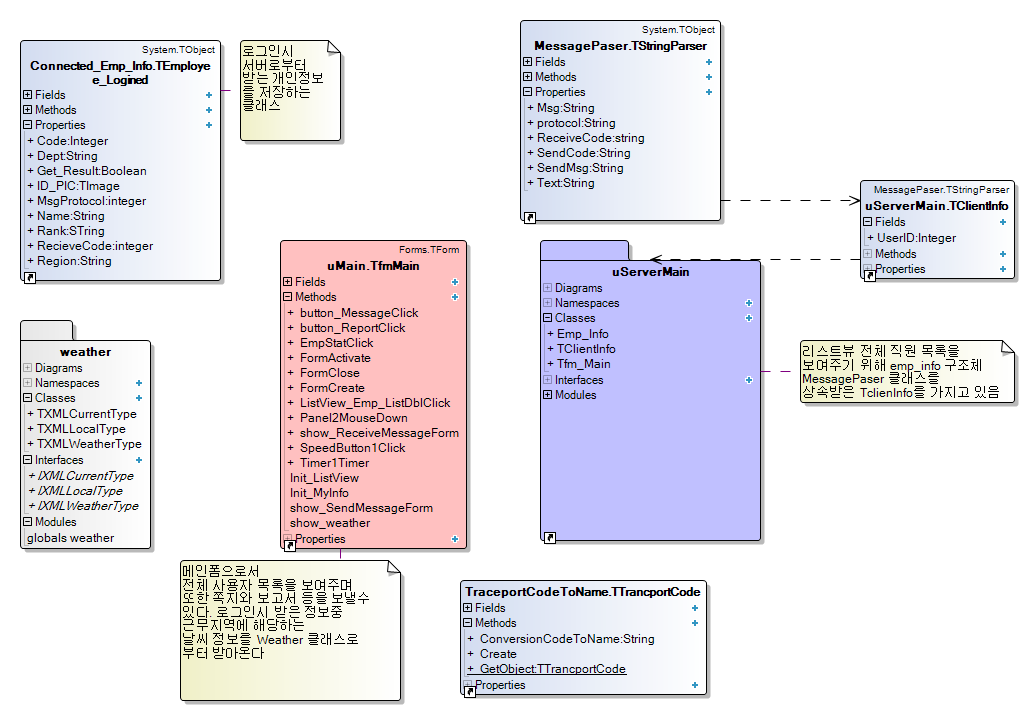 System.TObject
Connected_Emp_Info.TEmploye
e_Logined
Fields
Methods
Properties
+ Code:Integer
+ Dept:String
+ Get_Result:Boolean
+ ID_PIC:TImage
+ MsgProtocol:integer
+ Name:String
+ Rank:STring
+ RecieveCode:integer
+ Region:String
로그인시
서버로부터
받는 개인정보
를 저장하는
클래스
System.TObject
MessagePaser.TStringParser
Fields
Methods
Properties
+ Msg:String
+ protocol:String
+ ReceiveCode:string
+ SendCode:String
+ SendMsg:String
+ Text:String
MessagePaser.TStringParser
uServerMain.TClientInfo
Fields
+ UserID:Integer
Methods
Properties
Forms.TForm
uMain.TfmMain
Fields
Methods
+ button_MessageClick
+ button_ReportClick
+ EmpStatClick
+ FormActivate
+ FormClose
+ FormCreate
+ ListView_Emp_ListDblClick
+ Panel2MouseDown
+ show_ReceiveMessageForm
+ SpeedButton1Click
+ Timer1Timer
Init_ListView
Init_MyInfo
show_SendMessageForm
show_weather
Properties
uServerMain
Diagrams
Namespaces
Classes
+ Emp_Info
+ TClientInfo
+ Tfm_Main
Interfaces
Modules
리스트뷰 전체 직원 목록을
보여주기 위해 emp_info 구조체
MessagePaser 클래스를
상속받은 TclienInfo를 가지고 있음
weather
Diagrams
Namespaces
Classes
+ TXMLCurrentType
+ TXMLLocalType
+ TXMLWeatherType
Interfaces
+ IXMLCurrentType
+ IXMLLocalType
+ IXMLWeatherType
Modules
globals weather
메인폼으로서
전체 사용자 목록을 보여주며
또한 쪽지와 보고서 등을 보낼수
있다. 로그인시 받은 정보중
근무지역에 해당하는
날씨 정보를 Weather 클래스로
부터 받아온다
TraceportCodeToName.TTrancportCode
Fields
Methods
+ ConversionCodeToName:String
+ Create
+ GetObject:TTrancportCode
Properties